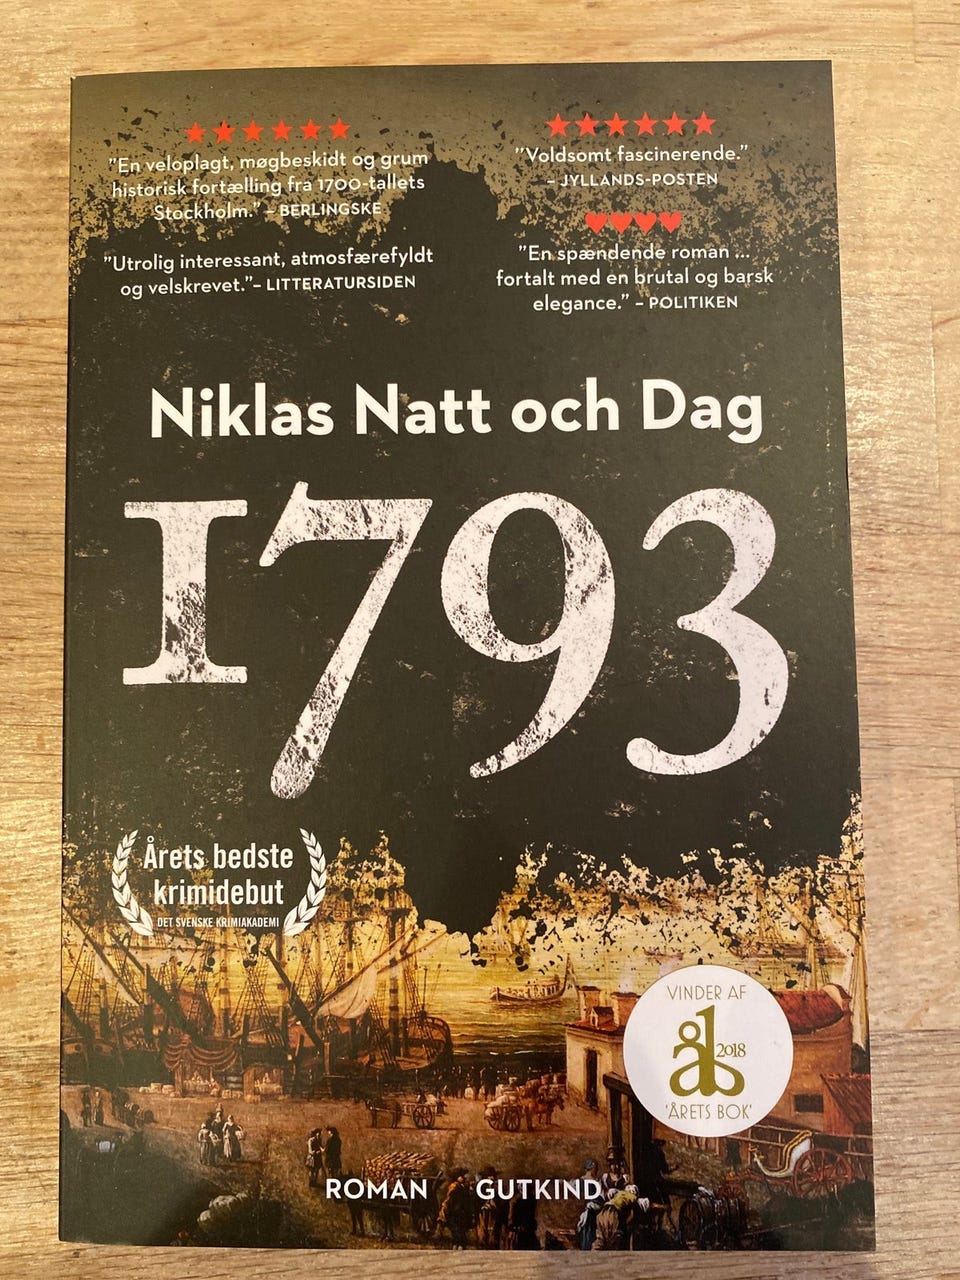 ★★★★★★
”En veloplagt, møgbeskidt og grum
historisk fortælling fra 1700-tallets
Stockholm.” – BERLINGSKE
”Utrolig interessant, atmosfærefyldt
og velskrevet.”– LITTERATURSIDEN
★★★★★★
”Voldsomt fascinerende.”
– JYLLANDS-POSTEN
♥♥♥♥
”En spændende roman ...
fortalt med en brutal og barsk
elegance.” – POLITIKEN
Niklas Natt och Dag
1793
Årets bedste
krimidebut
DET SVENSKE KRIMIAKADEMI
VINDER AF
åb 2018
'ÅRETS BOK'
ROMAN GUTKIND